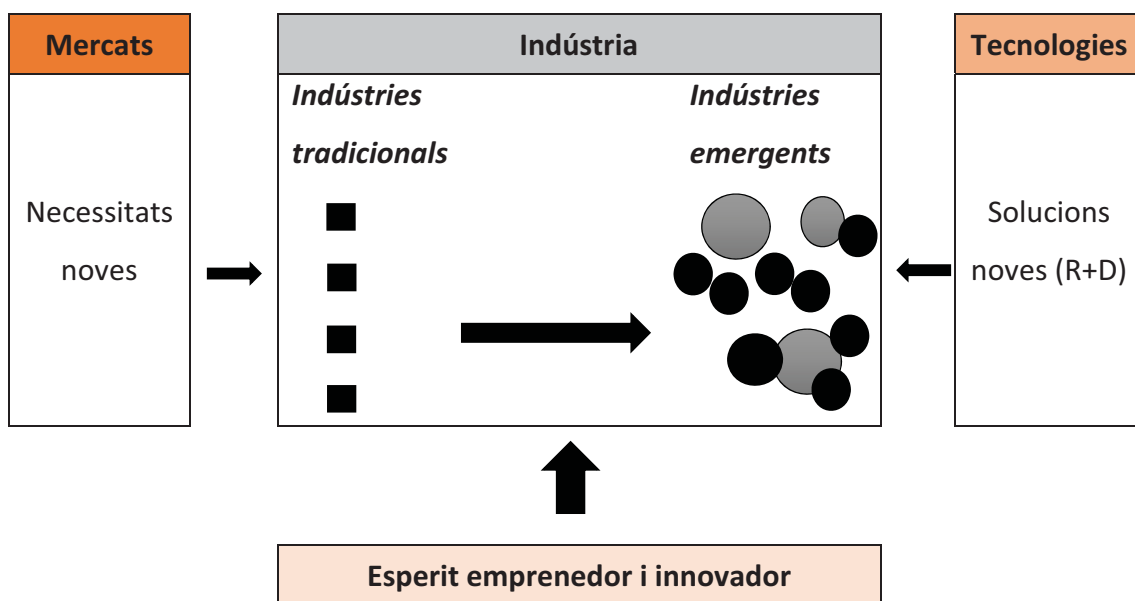 Mercats
Necessitats
noves
Indústria
Indústries
tradicionals
Indústries
emergents
Tecnologies
Solucions
noves (R+D)
Esperit emprenedor i innovador